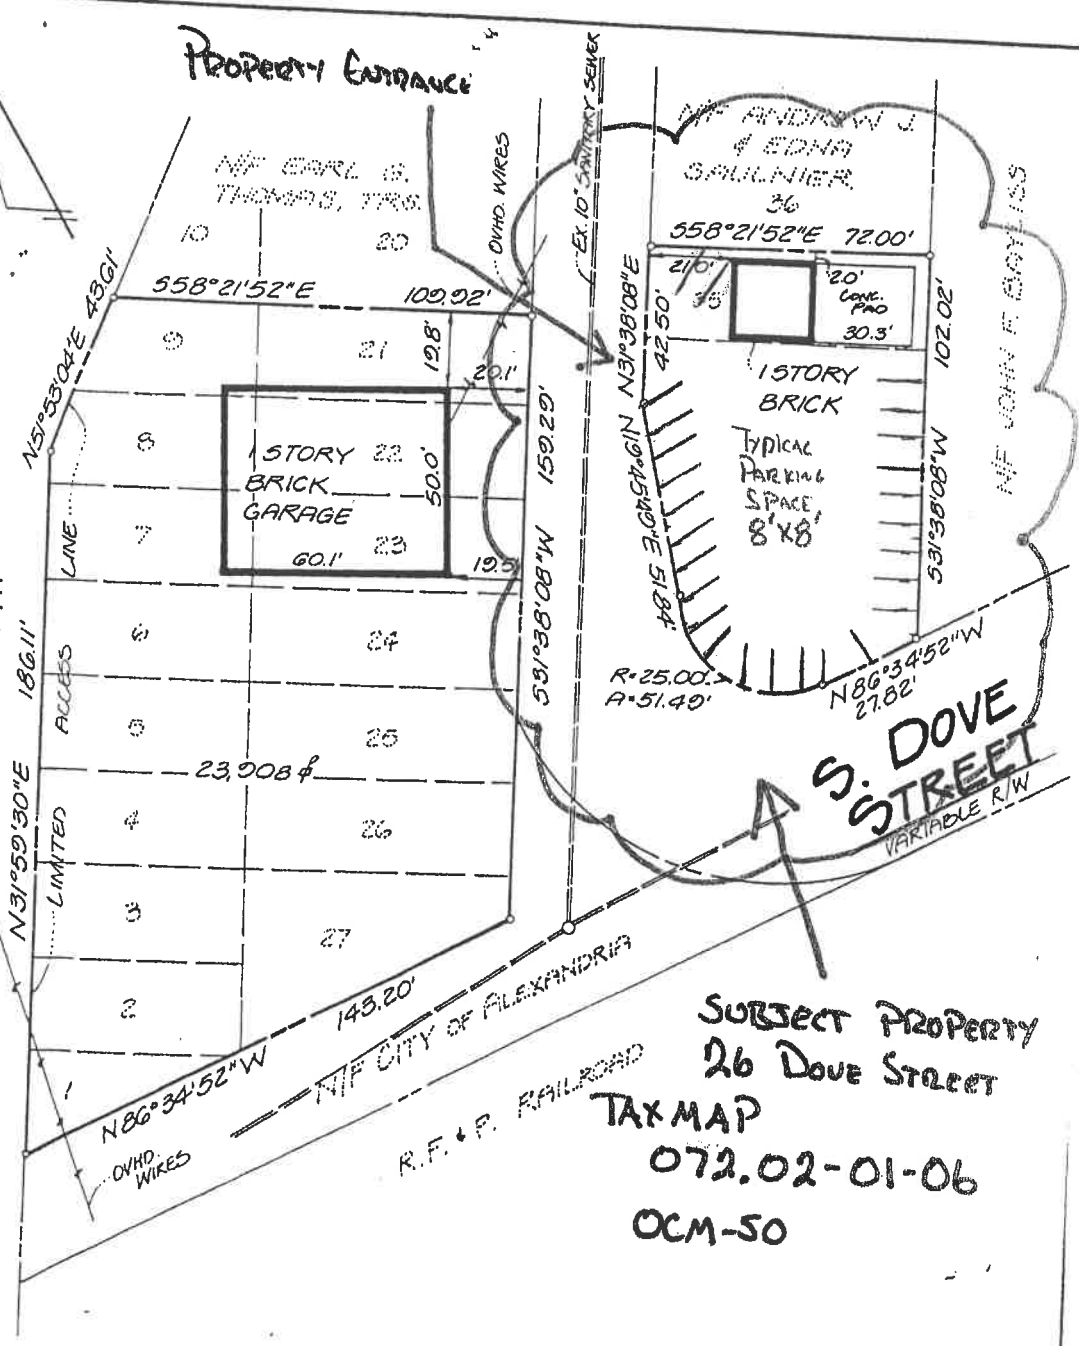 PROPERTY ENTRANCE
N/F EARL G.
THOMAS, TRS.
10
20
OVHD. WIRES
EX. 10" SANITARY SEWER
N/F ANDREW J.
& EDNA
SAULNIER
36
S58°21'52"E 72.00'
N/F JOHN E. BAYLISS
N51°53'04"E 43.61'
S58°21'52"E
109.92'
9
21
19.8'
20.1'
21.0'
35
20'
CONC.
PAD
30.3'
1 STORY
BRICK
N31°38'08"E
42.50'
102.02'
S31°38'08"W
8
1 STORY
22
BRICK
GARAGE
50.0'
7
23
60.1'
19.5'
159.29'
S31°38'08"W
TYPICAL
PARKING
SPACE
8'X8'
N19°45'49"E 51.84'
LIMITED ACCESS LINE
N31°59'30"E 186.11'
6
24
R=25.00'
A=51.49'
N86°34'52"W
27.82'
5
25
23,908
4
26
S. DOVE
STREET
VARIABLE R/W
3
27
2
143.20'
N86°34'52"W
1
N/F CITY OF ALEXANDRIA
R.F. & P. RAILROAD
OVHD.
WIRES
SUBJECT PROPERTY
26 DOVE STREET
TAX MAP
072.02-01-06
OCM-50